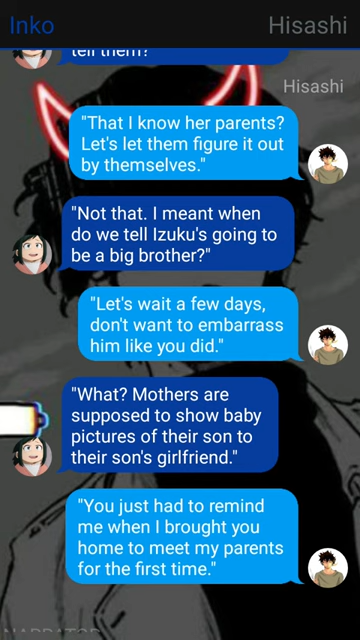 Inko
Hisashi
tell them?"
Hisashi
"That I know her parents?
Let's let them figure it out
by themselves."
"Not that. I meant when
do we tell Izuku's going to
be a big brother?"
"Let's wait a few days,
don't want to embarrass
him like you did."
"What? Mothers are
supposed to show baby
pictures of their son to
their son's girlfriend."
"You just had to remind
me when I brought you
home to meet my parents
for the first time."
NARRATOR